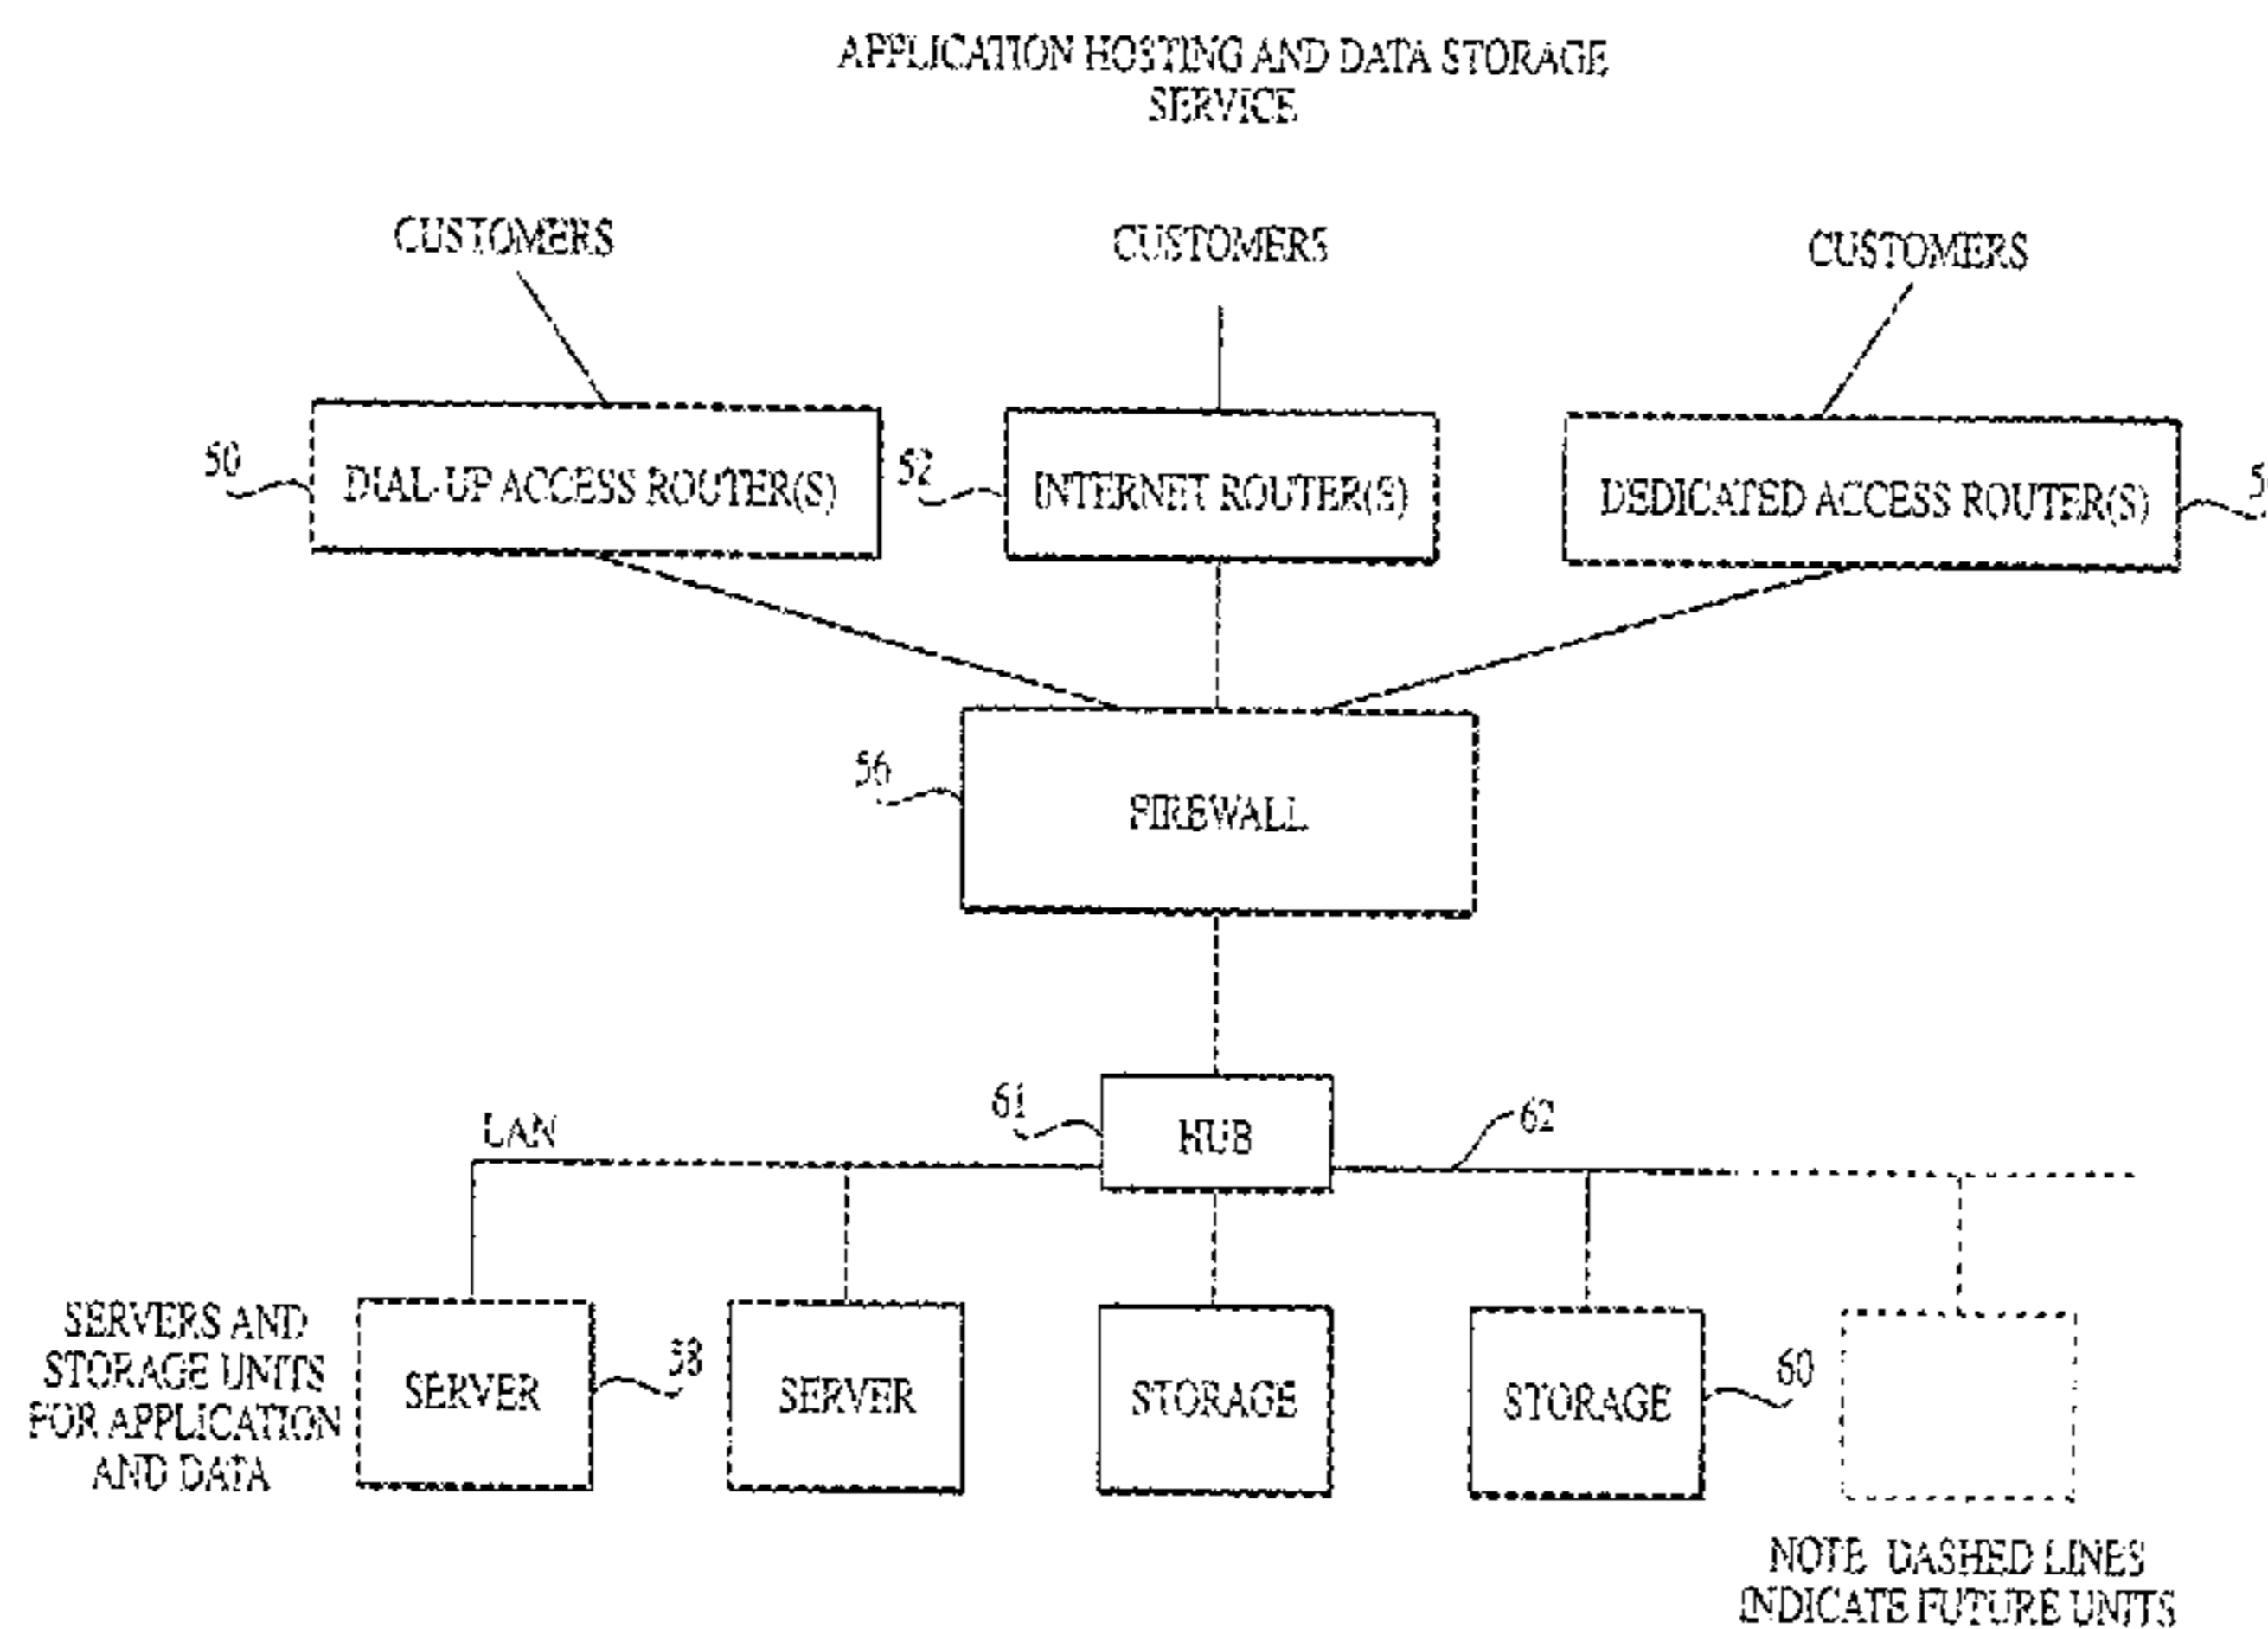 APPLICATION HOSTING AND DATA STORAGE
SERVICE
CUSTOMERS
CUSTOMERS
CUSTOMERS
50
DIAL-UP ACCESS ROUTER(S)
52
INTERNET ROUTER(S)
DEDICATED ACCESS ROUTER(S)
56
FIREWALL
61
HUB
LAN
62
SERVERS AND
STORAGE UNITS
FOR APPLICATION
AND DATA
SERVER
58
SERVER
STORAGE
STORAGE
60
NOTE DASHED LINES
INDICATE FUTURE UNITS